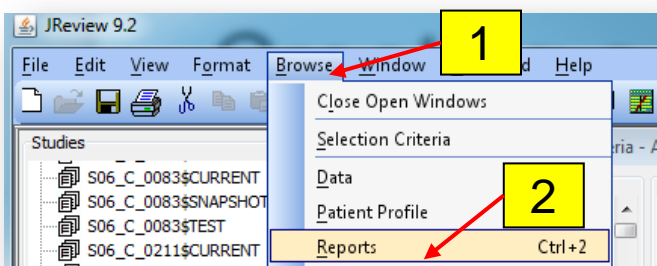 JReview 9.2
1
File Edit View Format Browse Window d Help
Close Open Windows
Studies
Selection Criteria
eria - A
S06_C_0083$CURRENT
Data
S06_C_0083$SNAPSHOT
Patient Profile
2
S06_C_0083$TEST
S06_C_0211$CURRENT
Reports Ctrl+2